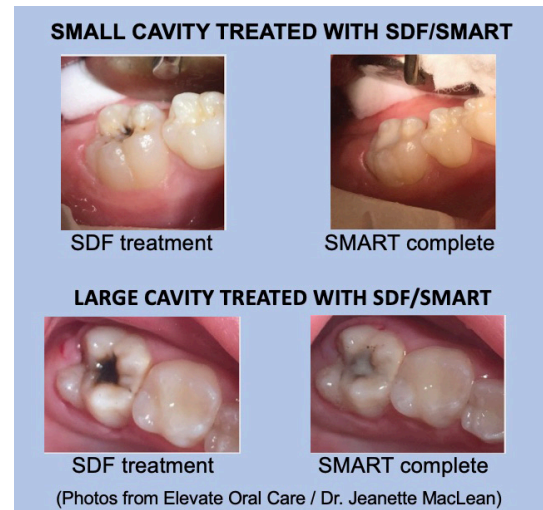 SMALL CAVITY TREATED WITH SDF/SMART
SDF treatment
SMART complete
LARGE CAVITY TREATED WITH SDF/SMART
SDF treatment
SMART complete
(Photos from Elevate Oral Care / Dr. Jeanette MacLean)